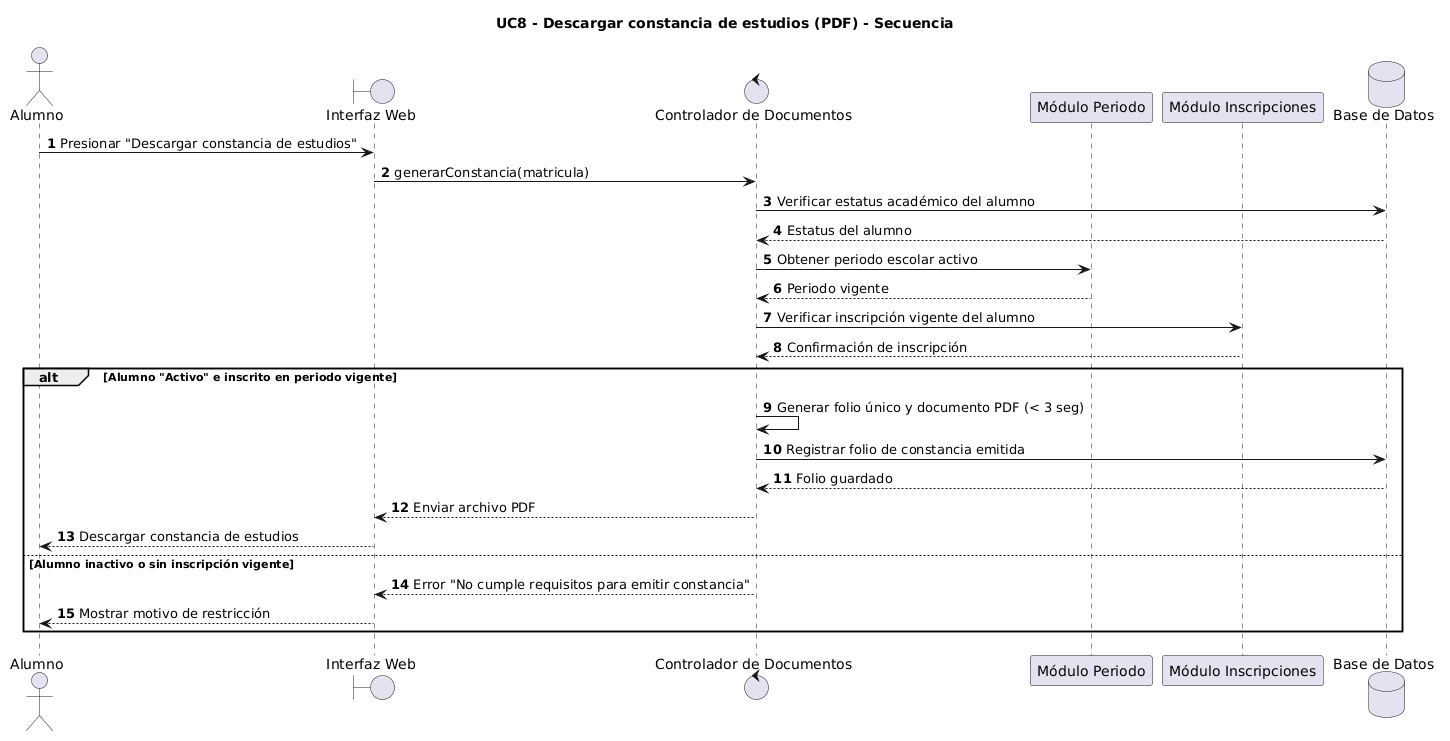 UC8 - Descargar constancia de estudios (PDF) - Secuencia
Alumno
Interfaz Web
Controlador de Documentos
Módulo Periodo
Módulo Inscripciones
Base de Datos
1 Presionar "Descargar constancia de estudios"
2 generarConstancia(matricula)
3 Verificar estatus académico del alumno
4 Estatus del alumno
5 Obtener periodo escolar activo
6 Periodo vigente
7 Verificar inscripción vigente del alumno
8 Confirmación de inscripción
alt [Alumno "Activo" e inscrito en periodo vigente]
9 Generar folio único y documento PDF (< 3 seg)
10 Registrar folio de constancia emitida
11 Folio guardado
12 Enviar archivo PDF
13 Descargar constancia de estudios
[Alumno inactivo o sin inscripción vigente]
14 Error "No cumple requisitos para emitir constancia"
15 Mostrar motivo de restricción
Alumno
Interfaz Web
Controlador de Documentos
Módulo Periodo
Módulo Inscripciones
Base de Datos